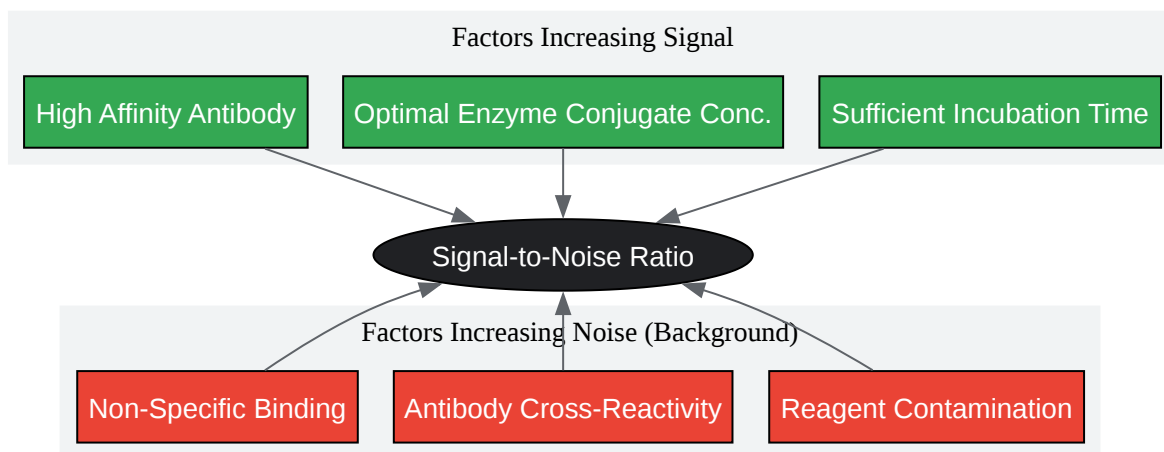 Factors Increasing Signal
High Affinity Antibody
Optimal Enzyme Conjugate Conc.
Sufficient Incubation Time
Signal-to-Noise Ratio
Factors Increasing Noise (Background)
Non-Specific Binding
Antibody Cross-Reactivity
Reagent Contamination